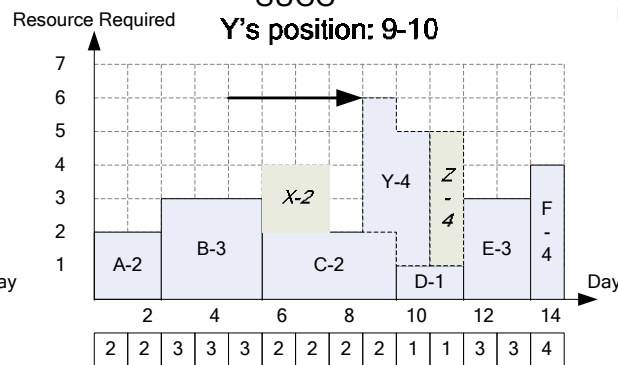 Resource Required
Y's position: 9-10
7
6
5
4
3
2
1
X-2
Y-4
Z
-
4
A-2
B-3
C-2
D-1
E-3
F
-
4
ay
Day
2 4 6 8 10 12 14
2 2 3 3 3 2 2 2 2 1 1 3 3 4